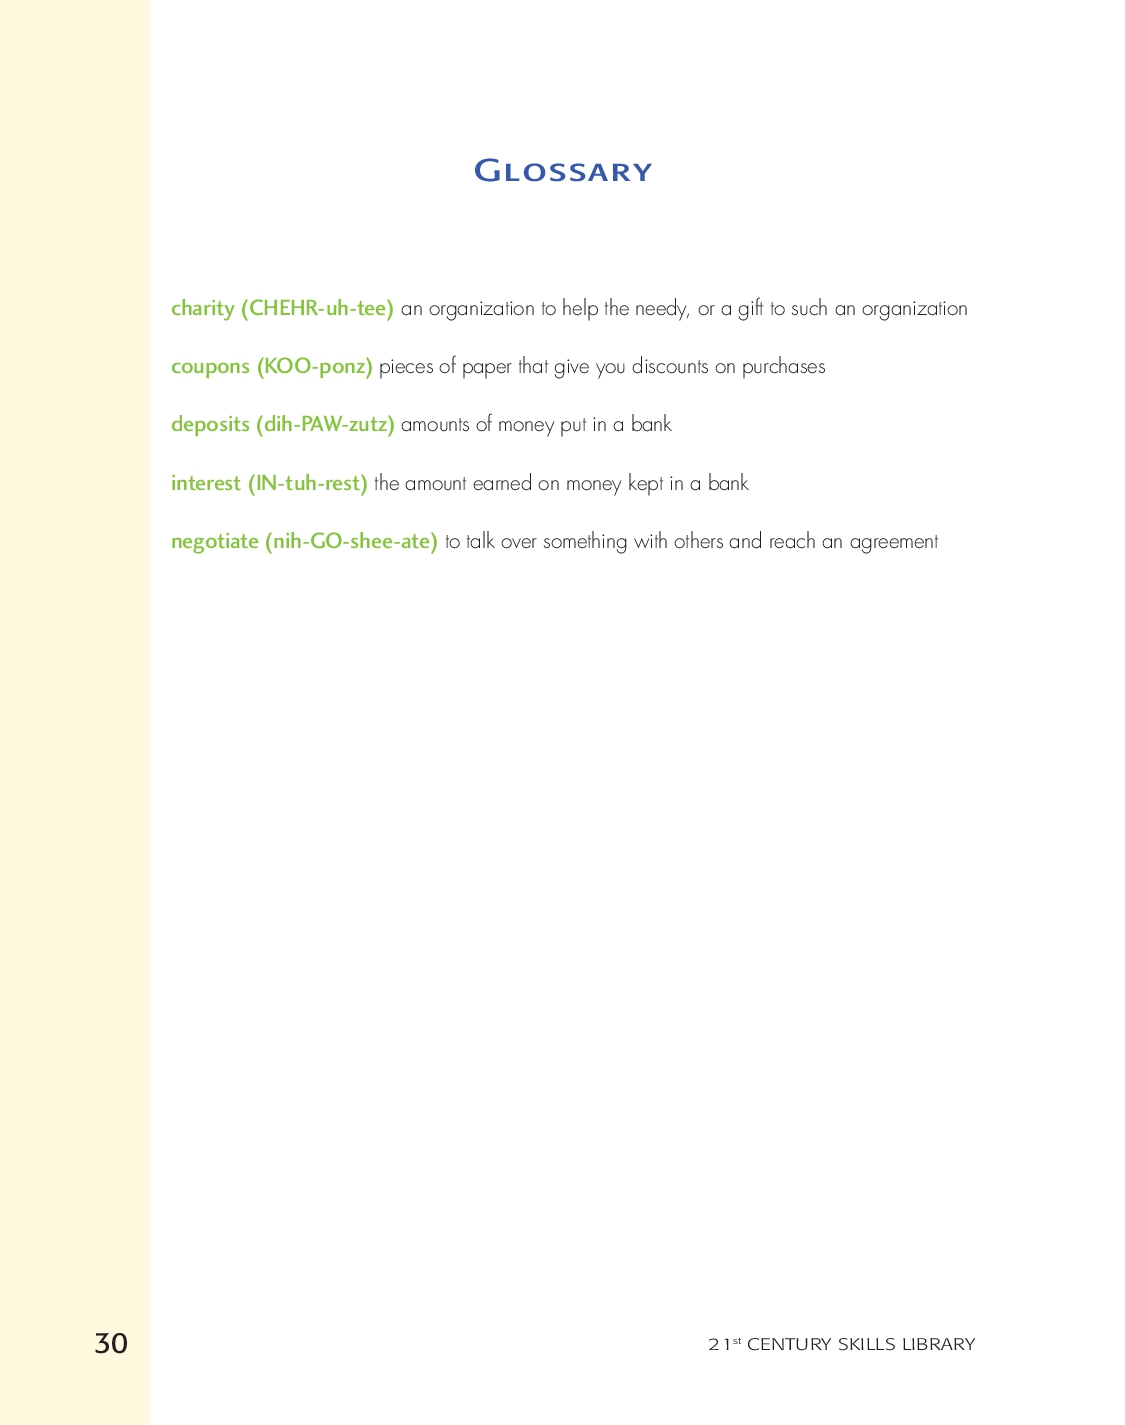 Glossary
charity (CHEHR-uh-tee) an organization to help the needy, or a gift to such an organization
coupons (KOO-ponz) pieces of paper that give you discounts on purchases
deposits (dih-PAW-zutz) amounts of money put in a bank
interest (IN-tuh-rest) the amount earned on money kept in a bank
negotiate (nih-GO-shee-ate) to talk over something with others and reach an agreement
30
21st CENTURY SKILLS LIBRARY